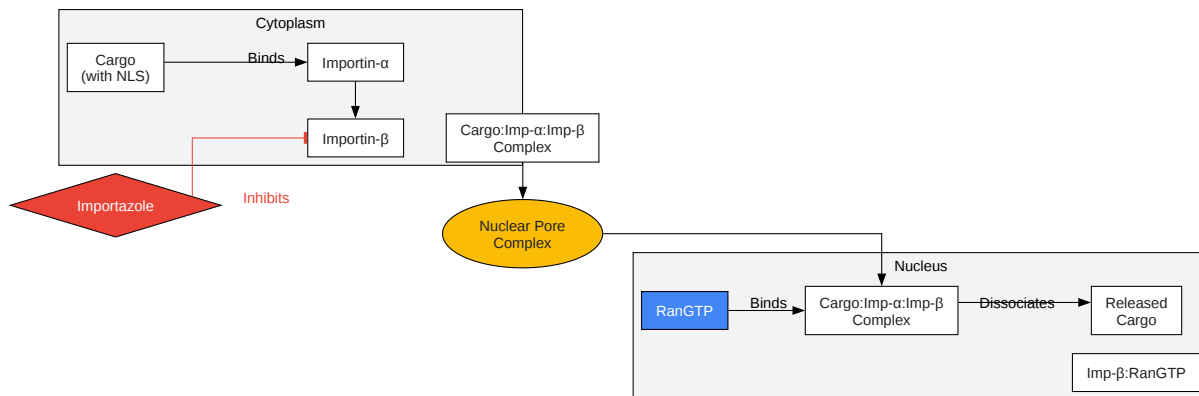 Cytoplasm
Cargo
(with NLS)
Binds
Importin-α
Importin-β
Cargo:Imp-α:Imp-β
Complex
Importazole
Inhibits
Nuclear Pore
Complex
Nucleus
RanGTP
Binds
Cargo:Imp-α:Imp-β
Complex
Dissociates
Released
Cargo
Imp-β:RanGTP